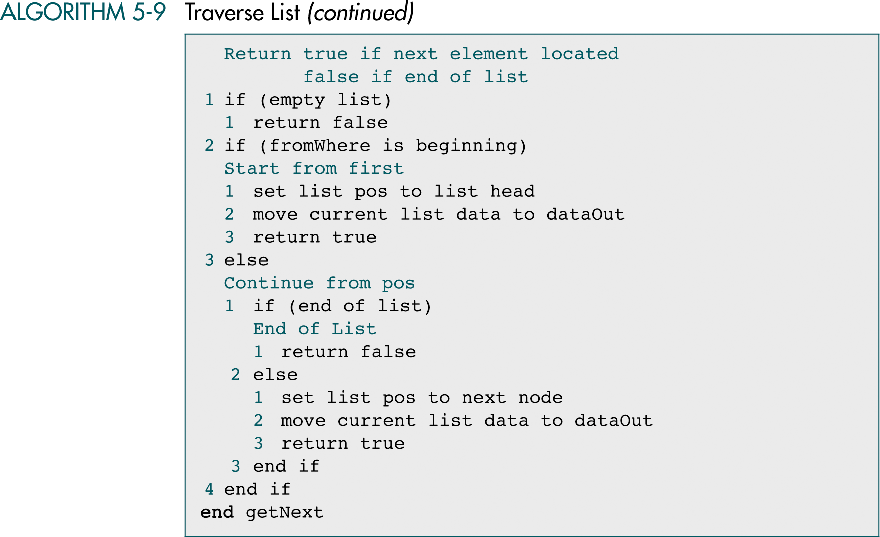 ALGORITHM 5-9 Traverse List (continued)
Return true if next element located
false if end of list
1 if (empty list)
1 return false
2 if (fromWhere is beginning)
Start from first
1 set list pos to list head
2 move current list data to dataOut
3 return true
3 else
Continue from pos
1 if (end of list)
End of List
1 return false
2 else
1 set list pos to next node
2 move current list data to dataOut
3 return true
3 end if
4 end if
end getNext